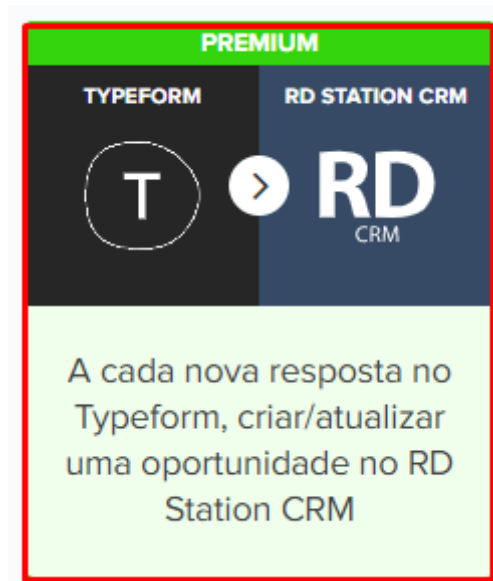 PREMIUM
TYPEFORM
RD STATION CRM
T
RD
CRM
A cada nova resposta no
Typeform, criar/atualizar
uma oportunidade no RD
Station CRM